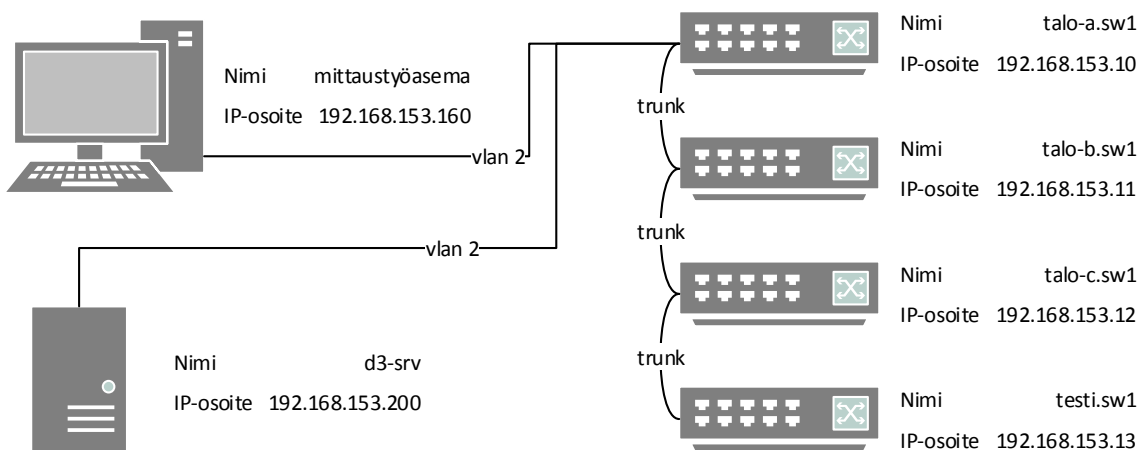 Nimi talo-a.sw1
IP-osoite 192.168.153.10
Nimi mittaustyöasema
IP-osoite 192.168.153.160
trunk
vlan 2
Nimi talo-b.sw1
IP-osoite 192.168.153.11
trunk
vlan 2
Nimi talo-c.sw1
IP-osoite 192.168.153.12
trunk
Nimi d3-srv
IP-osoite 192.168.153.200
Nimi testi.sw1
IP-osoite 192.168.153.13